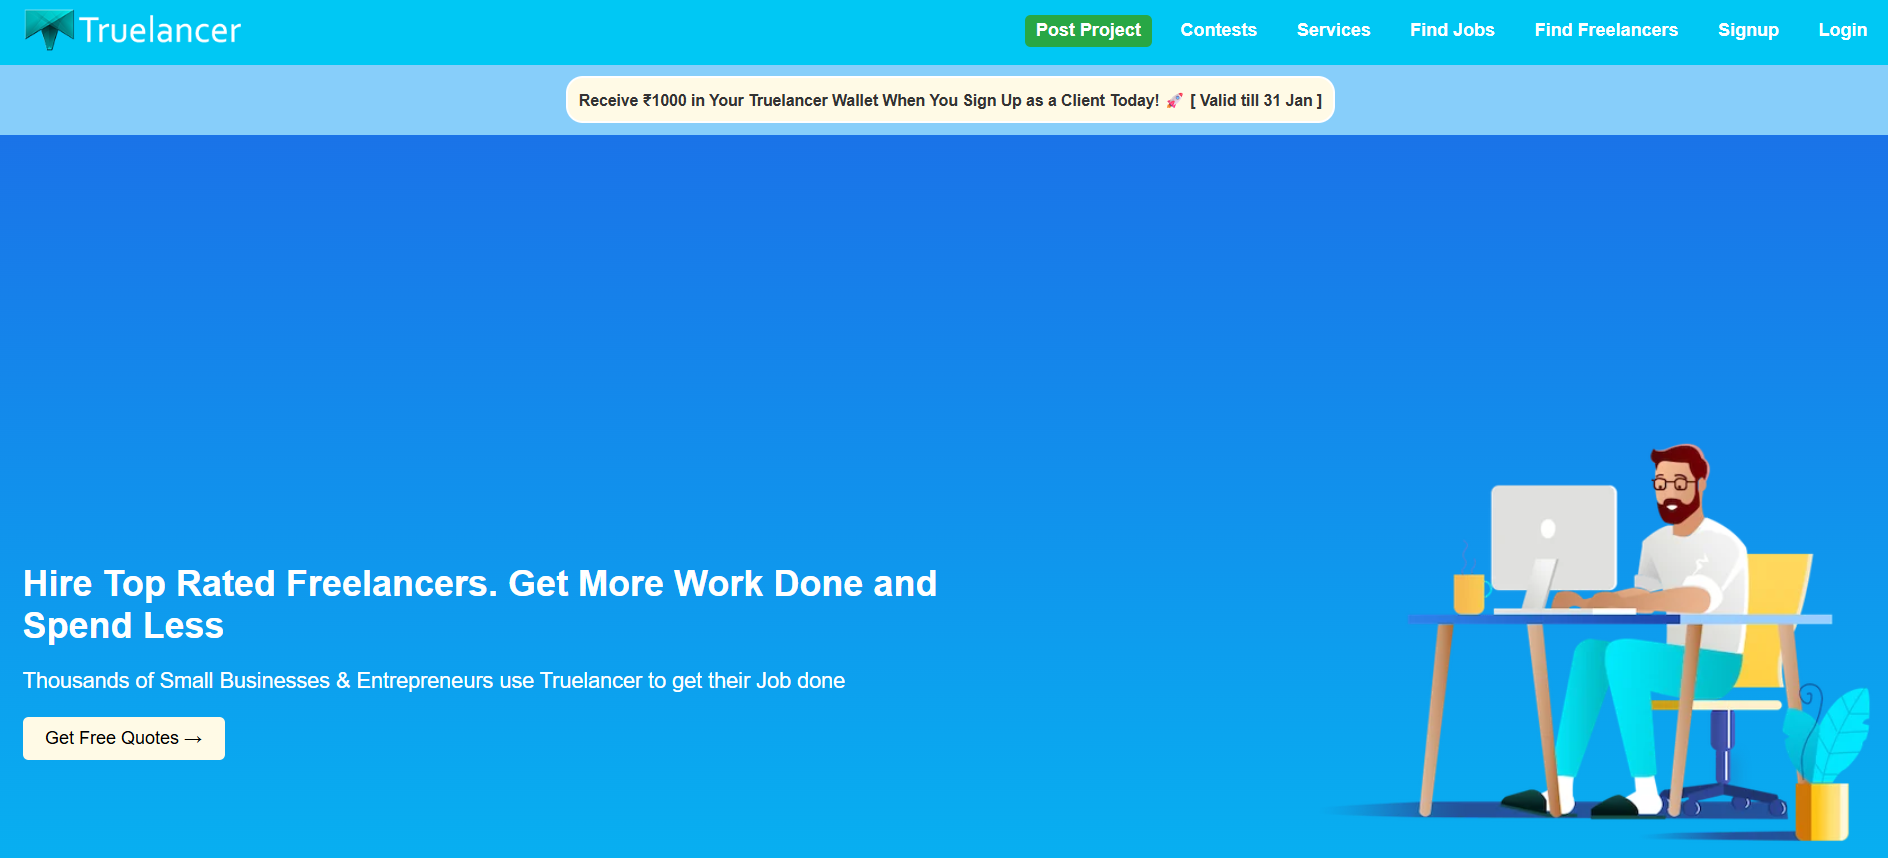 Truelancer
Post Project
Contests
Services
Find Jobs
Find Freelancers
Signup
Login
Receive ₹1000 in Your Truelancer Wallet When You Sign Up as a Client Today! 🚀 [ Valid till 31 Jan ]
Hire Top Rated Freelancers. Get More Work Done and
Spend Less
Thousands of Small Businesses & Entrepreneurs use Truelancer to get their Job done
Get Free Quotes →